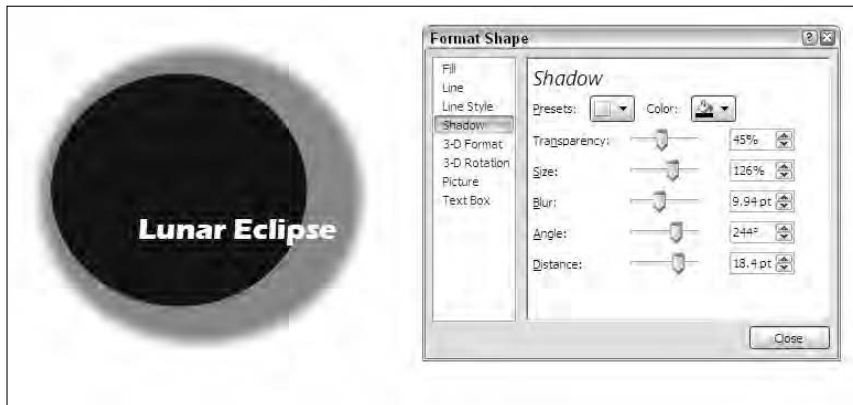 Lunar Eclipse
Format Shape
Fill
Line
Line Style
Shadow
3-D Format
3-D Rotation
Picture
Text Box
Shadow
Presets: Color:
Transparency: 45%
Size: 126%
Blur: 9.94 pt
Angle: 244°
Distance: 18.4 pt
Close